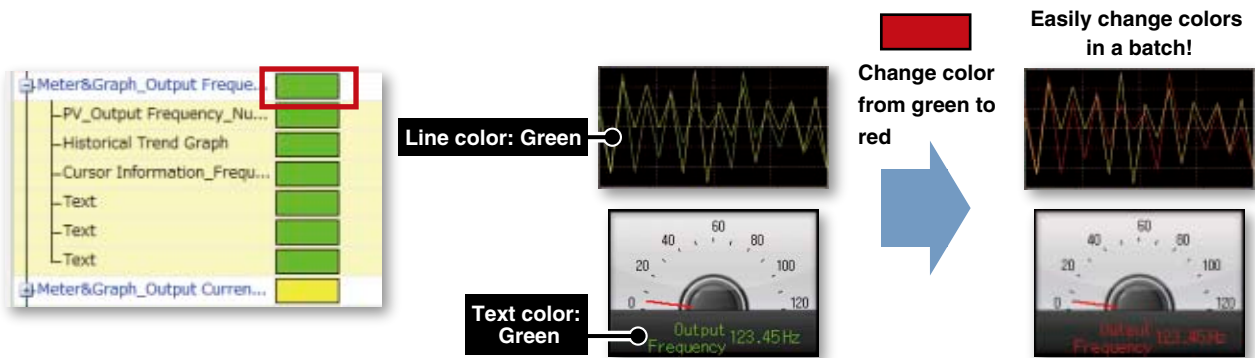 Meter&Graph_Output Freque...
PV_Output Frequency_Nu...
Historical Trend Graph
Cursor Information_Frequ...
Text
Text
Text
Meter&Graph_Output Curren...
Line color: Green
Text color:
Green
60
40
80
20
100
0
120
Output
Frequency
123.45Hz
Change color
from green to
red
Easily change colors
in a batch!
60
40
80
20
100
0
120
Output
Frequency
123.45Hz